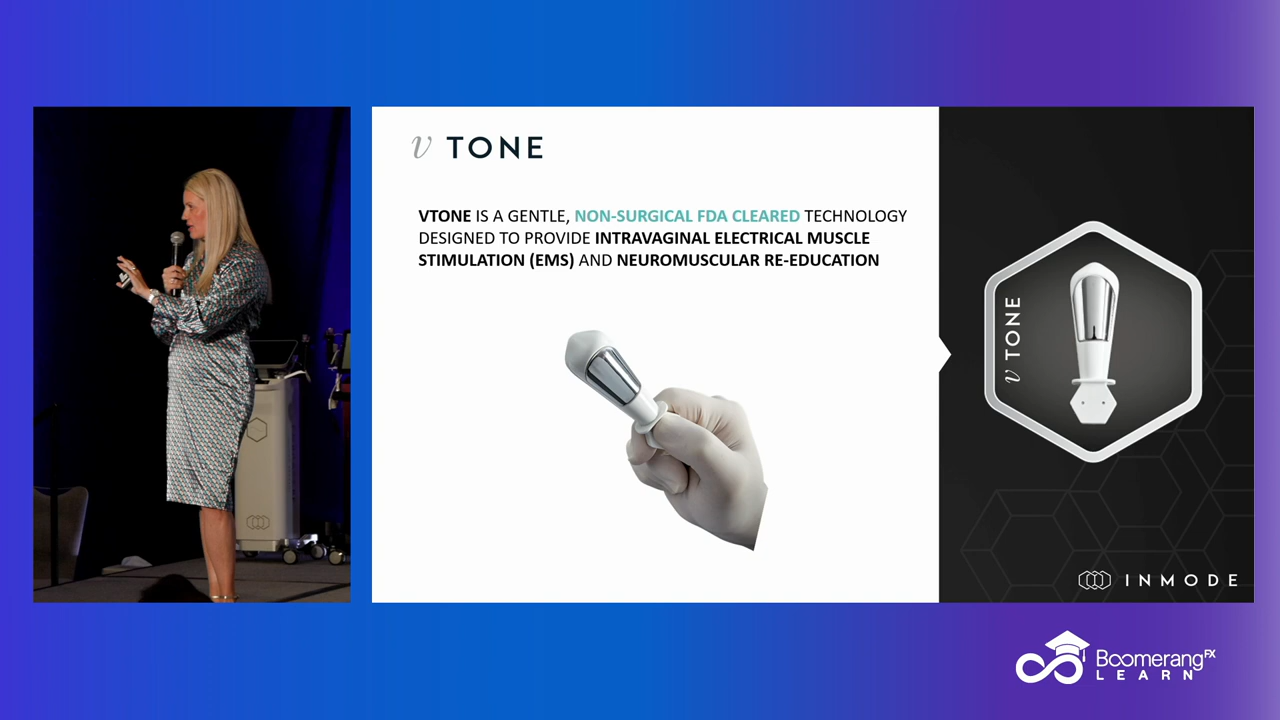 v TONE
VTONE IS A GENTLE, NON-SURGICAL FDA CLEARED TECHNOLOGY
DESIGNED TO PROVIDE INTRAVAGINAL ELECTRICAL MUSCLE
STIMULATION (EMS) AND NEUROMUSCULAR RE-EDUCATION
v TONE
INMODE
BoomerangFX
LEARN